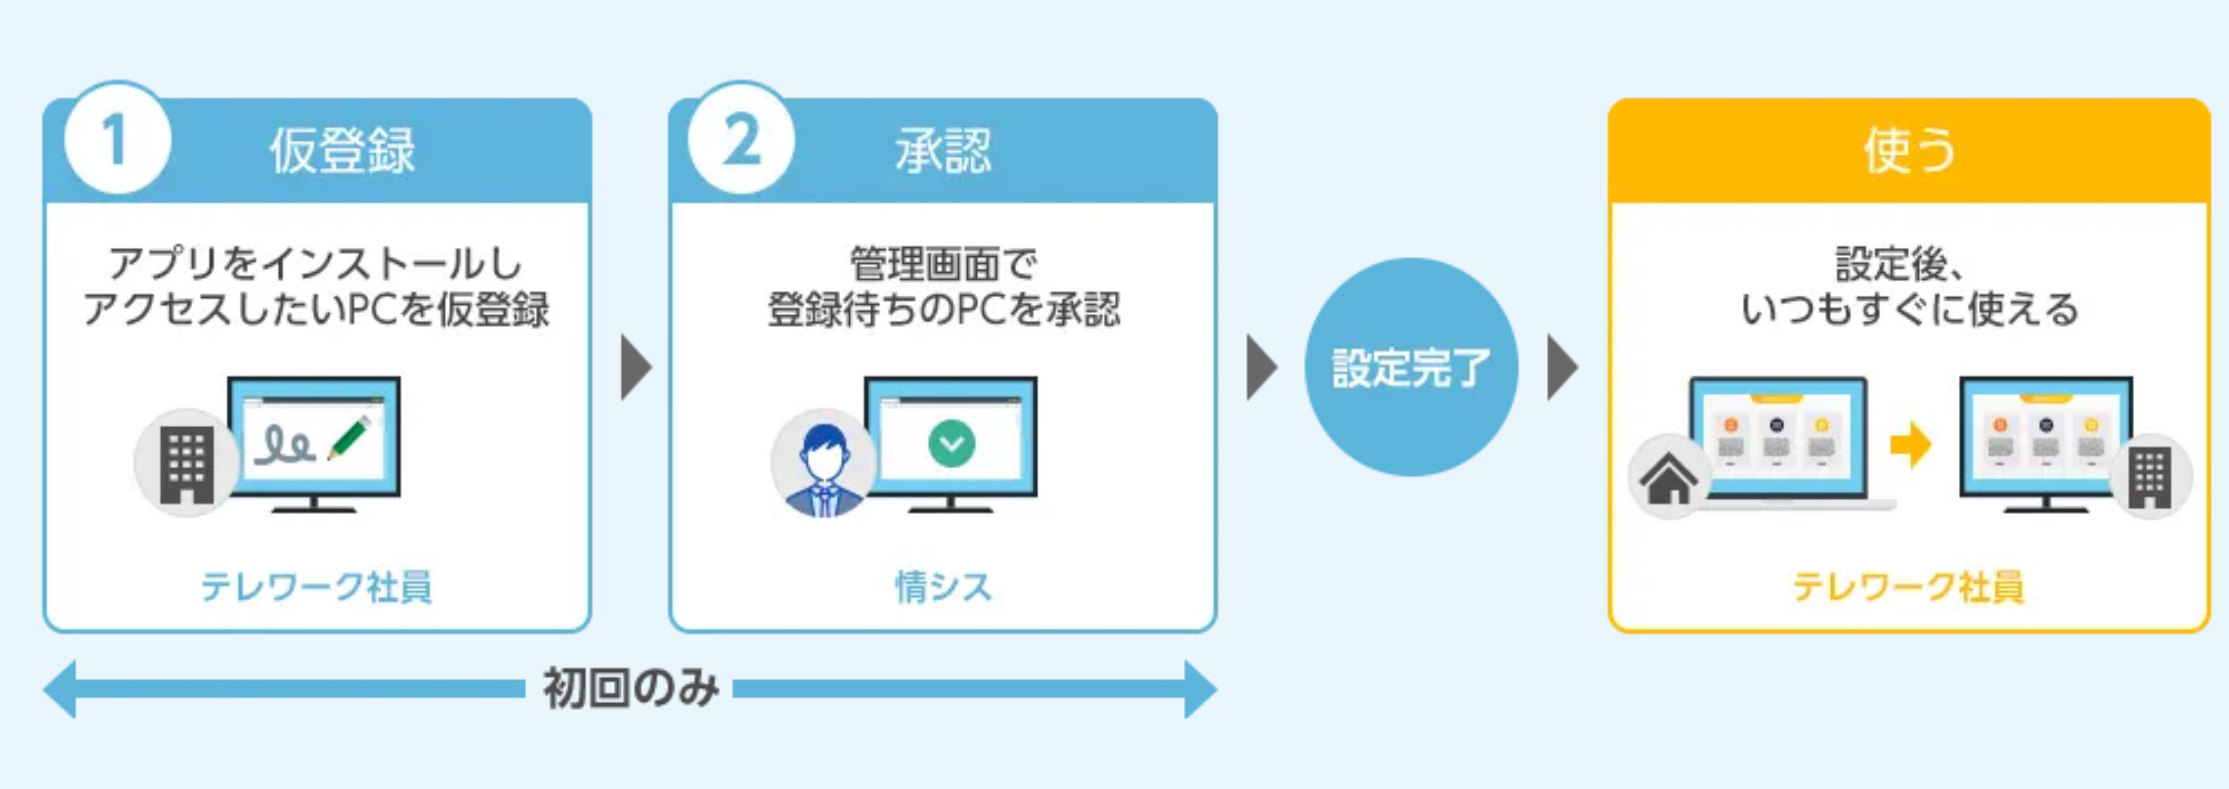 1
仮登録
アプリをインストールし
アクセスしたいPCを仮登録
テレワーク社員
2
承認
管理画面で
登録待ちのPCを承認
情シス
初回のみ
設定完了
使う
設定後、
いつもすぐに使える
テレワーク社員